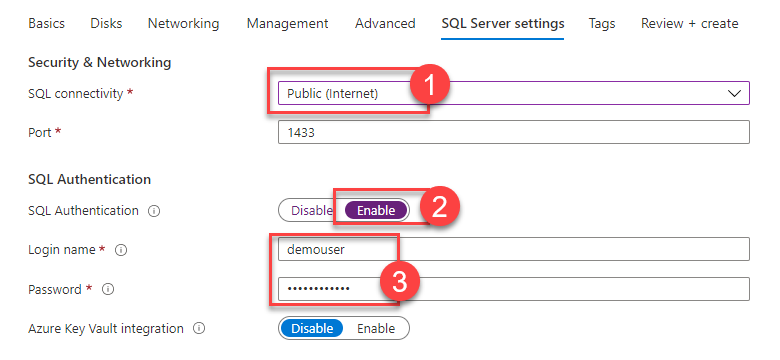 Basics Disks Networking Management Advanced SQL Server settings Tags Review + create
Security & Networking
SQL connectivity * Public (Internet) 1
Port * 1433
SQL Authentication
SQL Authentication Disable Enable 2
Login name * demouser
Password * •••••••••••• 3
Azure Key Vault integration Disable Enable